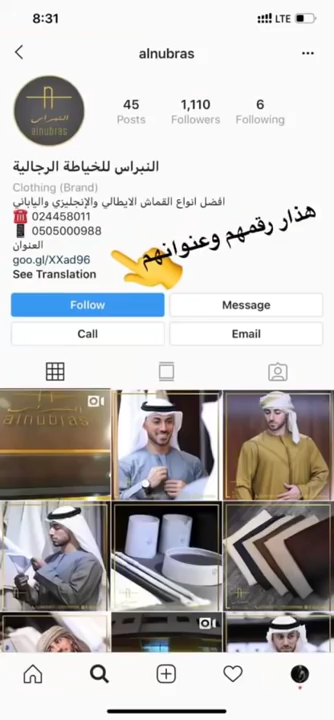 8:31
LTE
alnubras
النبراس
alnubras
45
1,110
6
Posts
Followers
Following
النبراس للخياطة الرجالية
Clothing (Brand)
افضل انواع القماش الايطالي والإنجليزي والياباني
024458011
0505000988
العنوان
goo.gl/XXad96
See Translation
هذار رقمهم وعنوانهم
Follow
Message
Call
Email
alnubras